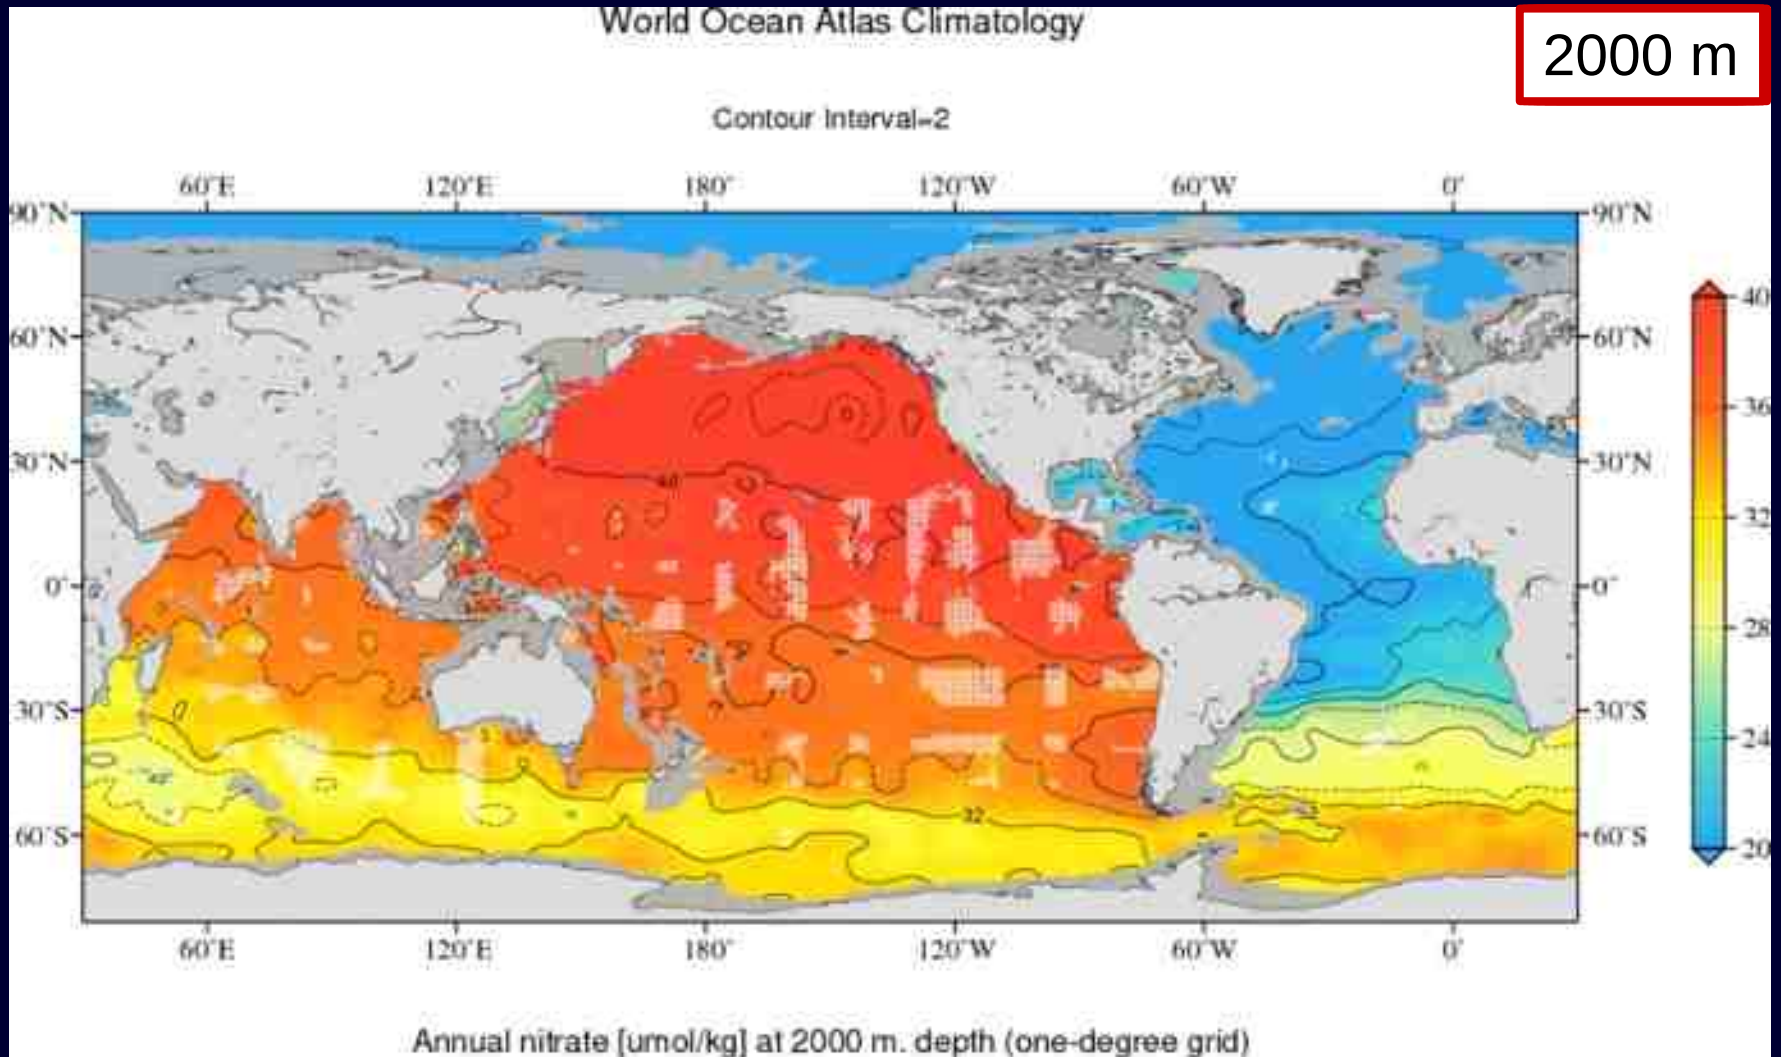 World Ocean Atlas Climatology
2000 m
Contour Interval=2
60°E 120°E 180° 120°W 60°W 0°
90°N 90°N
60°N 60°N
30°N 30°N
0° 0°
30°S 30°S
60°S 60°S
40
36
32
28
24
20
40
32
60°E 120°E 180° 120°W 60°W 0°
Annual nitrate [umol/kg] at 2000 m. depth (one-degree grid)